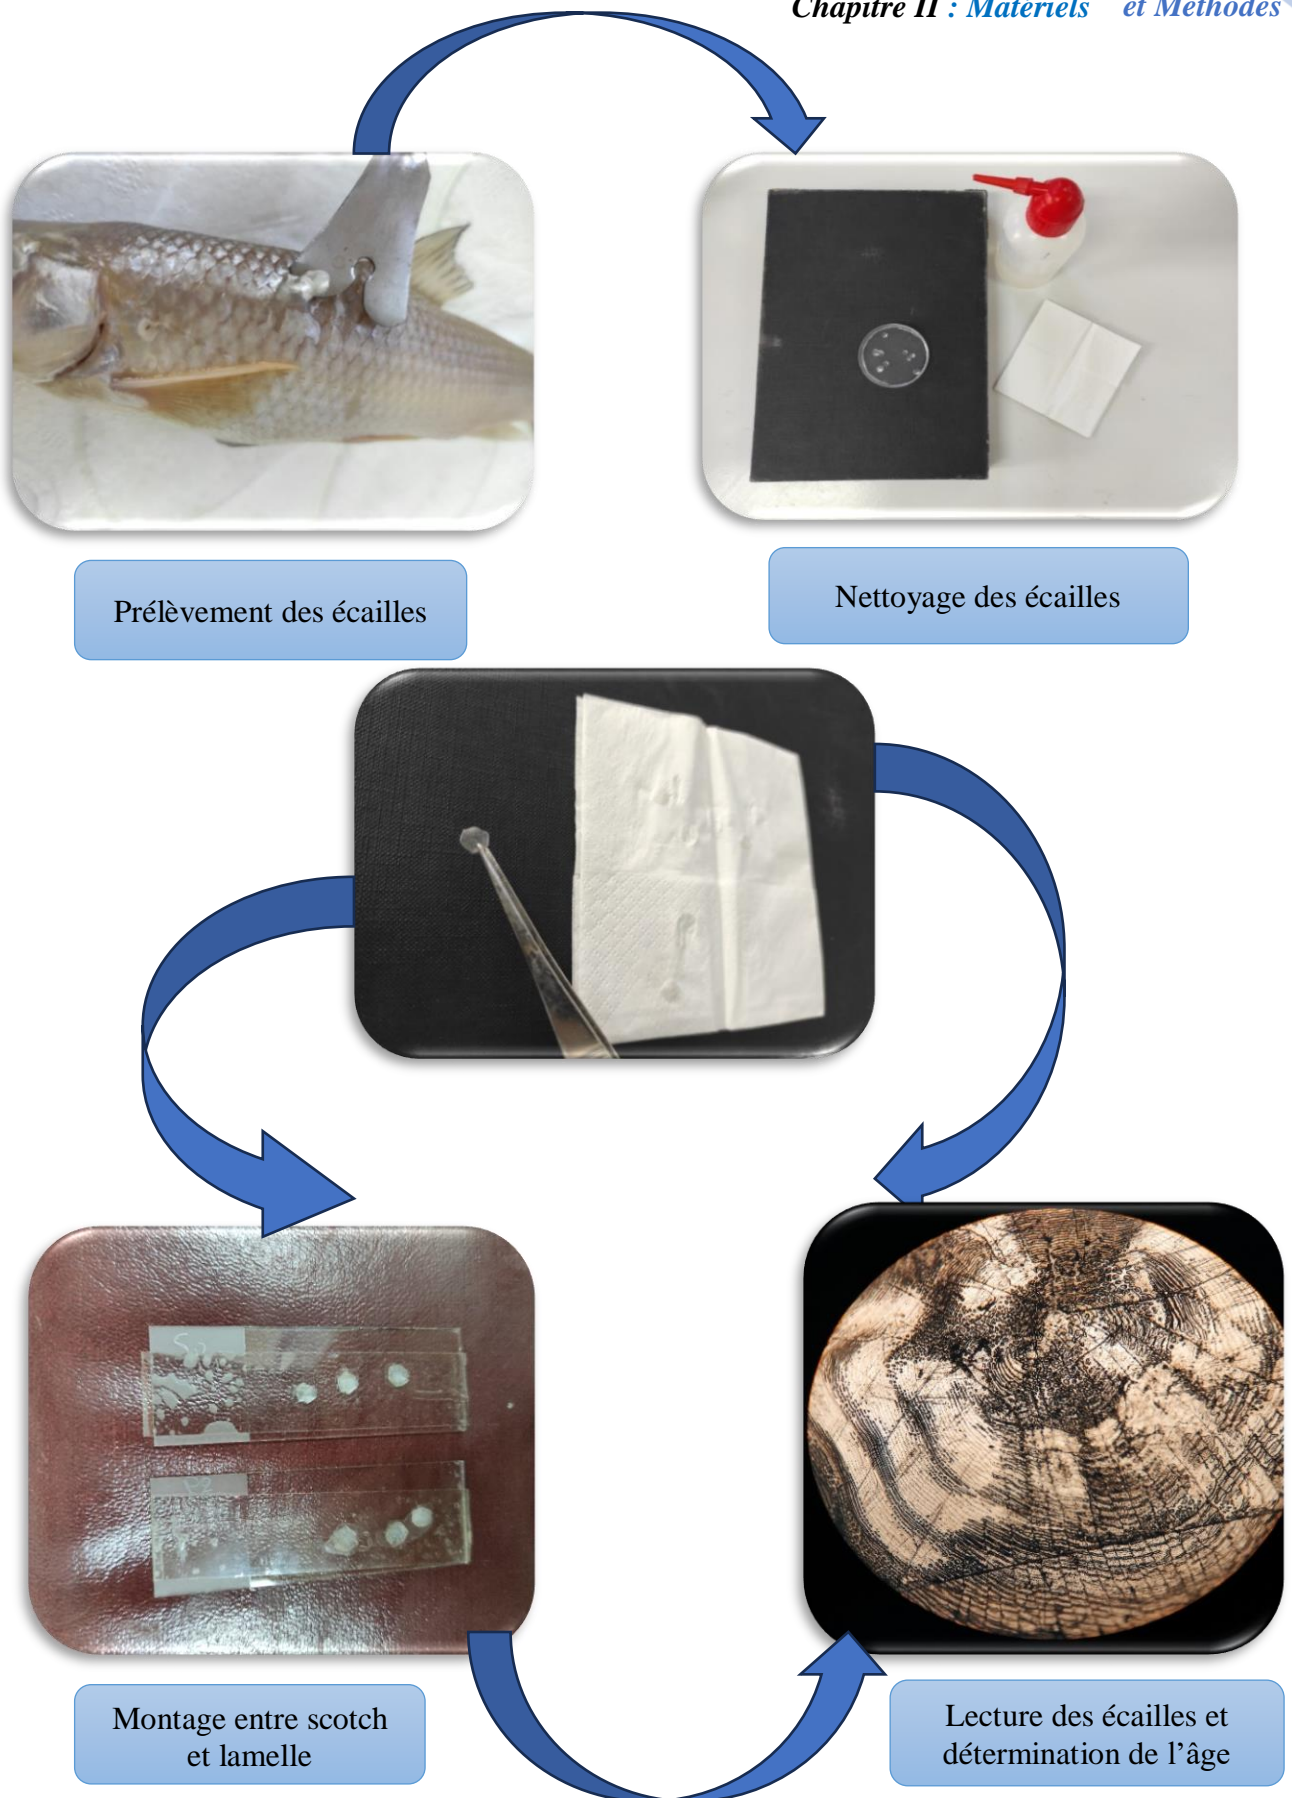 Chapitre II : Matériels et Méthodes
Prélèvement des écailles
Nettoyage des écailles
Montage entre scotch
et lamelle
Lecture des écailles et
détermination de l’âge